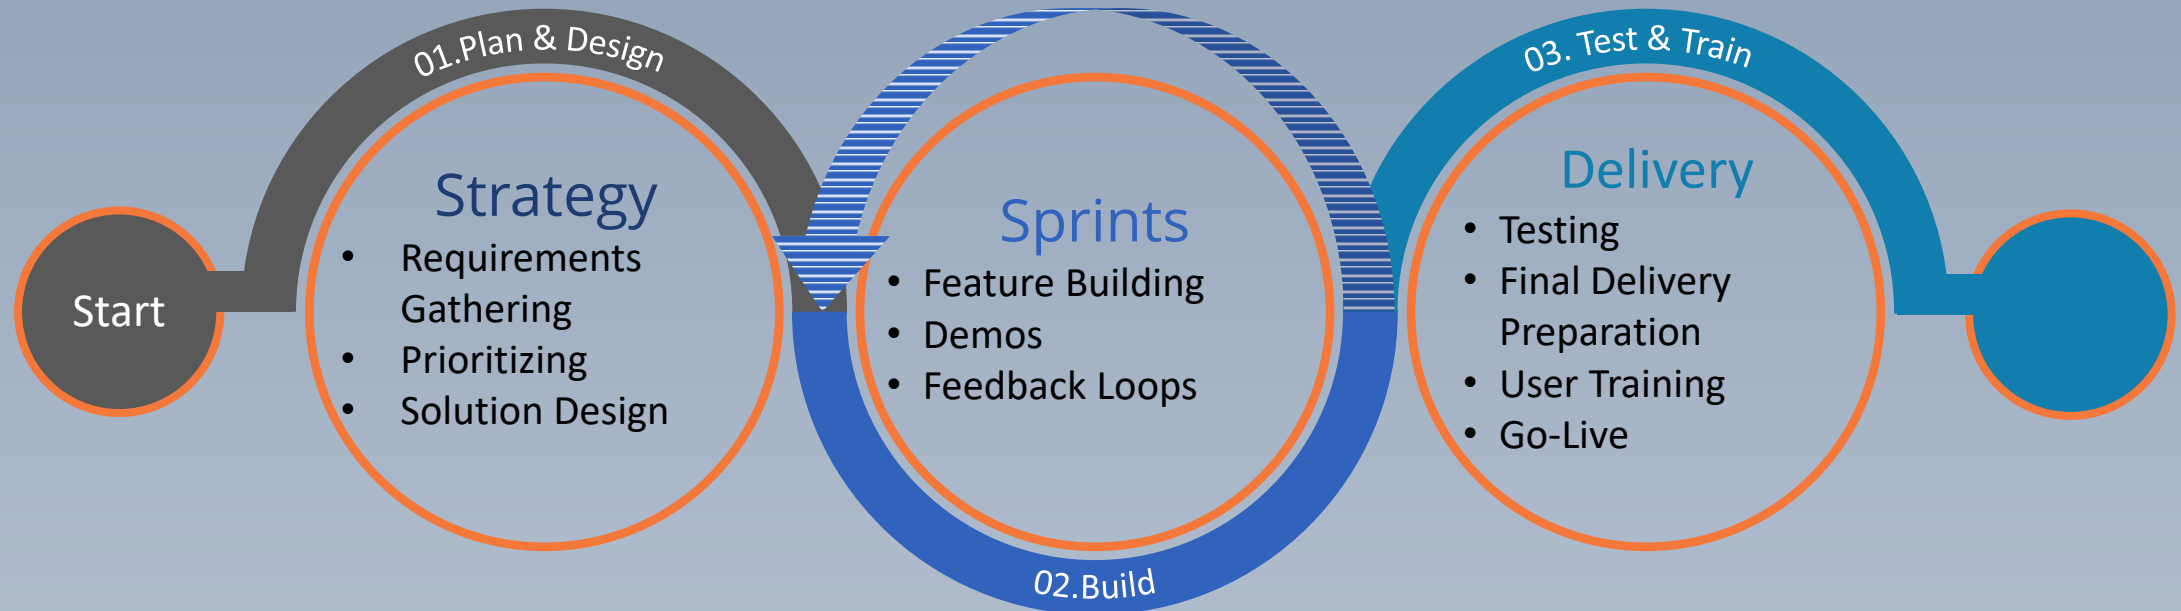 Start
01.Plan & Design
Strategy
• Requirements
Gathering
• Prioritizing
• Solution Design
Sprints
• Feature Building
• Demos
• Feedback Loops
02.Build
03. Test & Train
Delivery
• Testing
• Final Delivery
Preparation
• User Training
• Go-Live